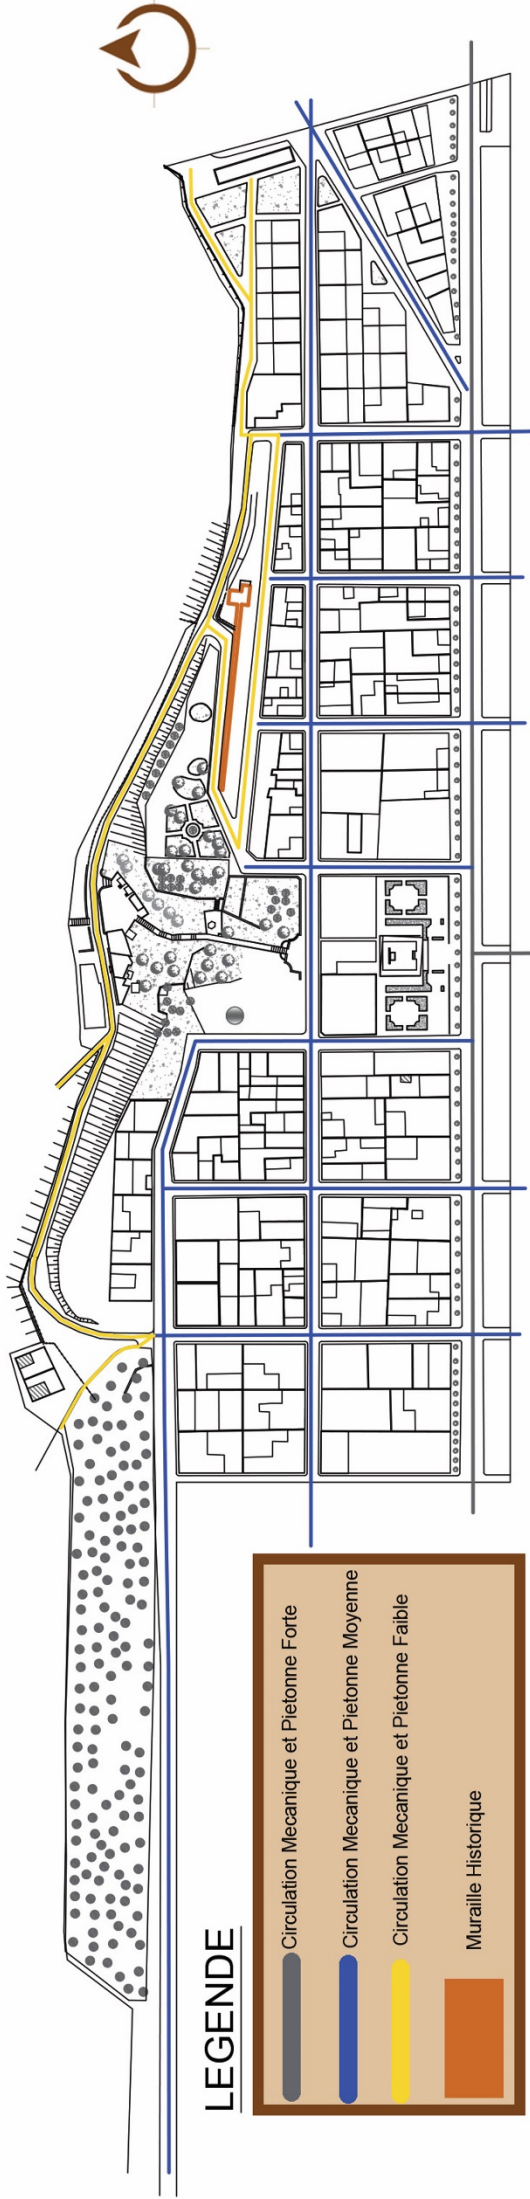 LEGENDE
Circulation Mecanique et Pietonne Forte
Circulation Mecanique et Pietonne Moyenne
Circulation Mecanique et Pietonne Faible
Muraille Historique